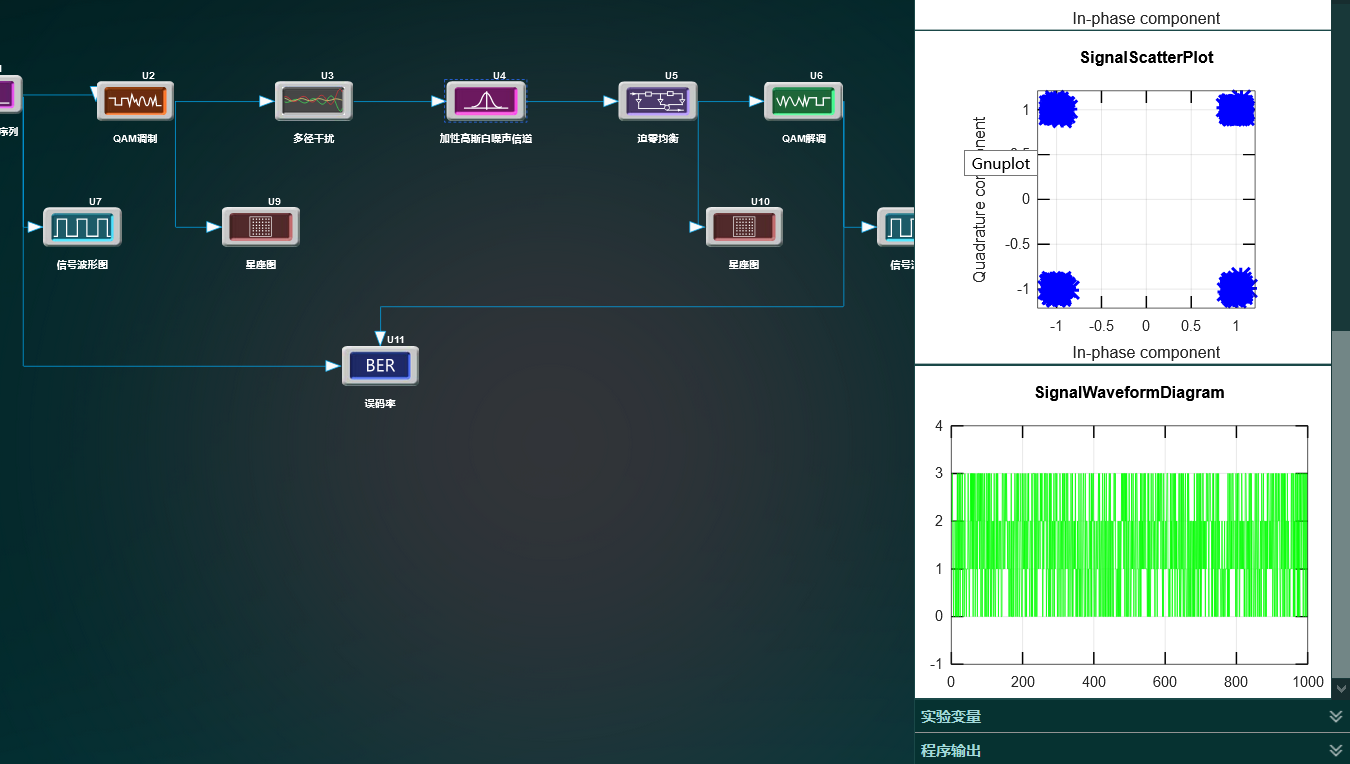 In-phase component
SignalScatterPlot
U2
U3
U4
U5
U6
序列
QAM调制
多径干扰
加性高斯白噪声信道
迫零均衡
QAM解调
U7
U9
U10
信号波形图
星座图
星座图
信号
U11
BER
误码率
1
Gnuplot
0
-0.5
-1
Quadrature
-1
-0.5
0
0.5
1
In-phase component
SignalWaveformDiagram
4
3
2
1
0
-1
0
200
400
600
800
1000
实验变量
程序输出